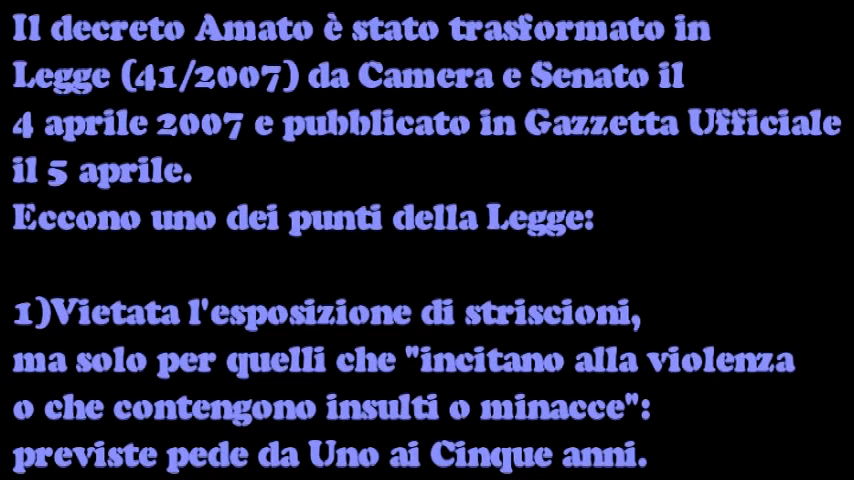 Il decreto Amato è stato trasformato in
Legge (41/2007) da Camera e Senato il
4 aprile 2007 e pubblicato in Gazzetta Ufficiale
il 5 aprile.
Eccono uno dei punti della Legge:
1)Vietata l'esposizione di striscioni,
ma solo per quelli che "incitano alla violenza
o che contengono insulti o minacce":
previste pede da Uno ai Cinque anni.